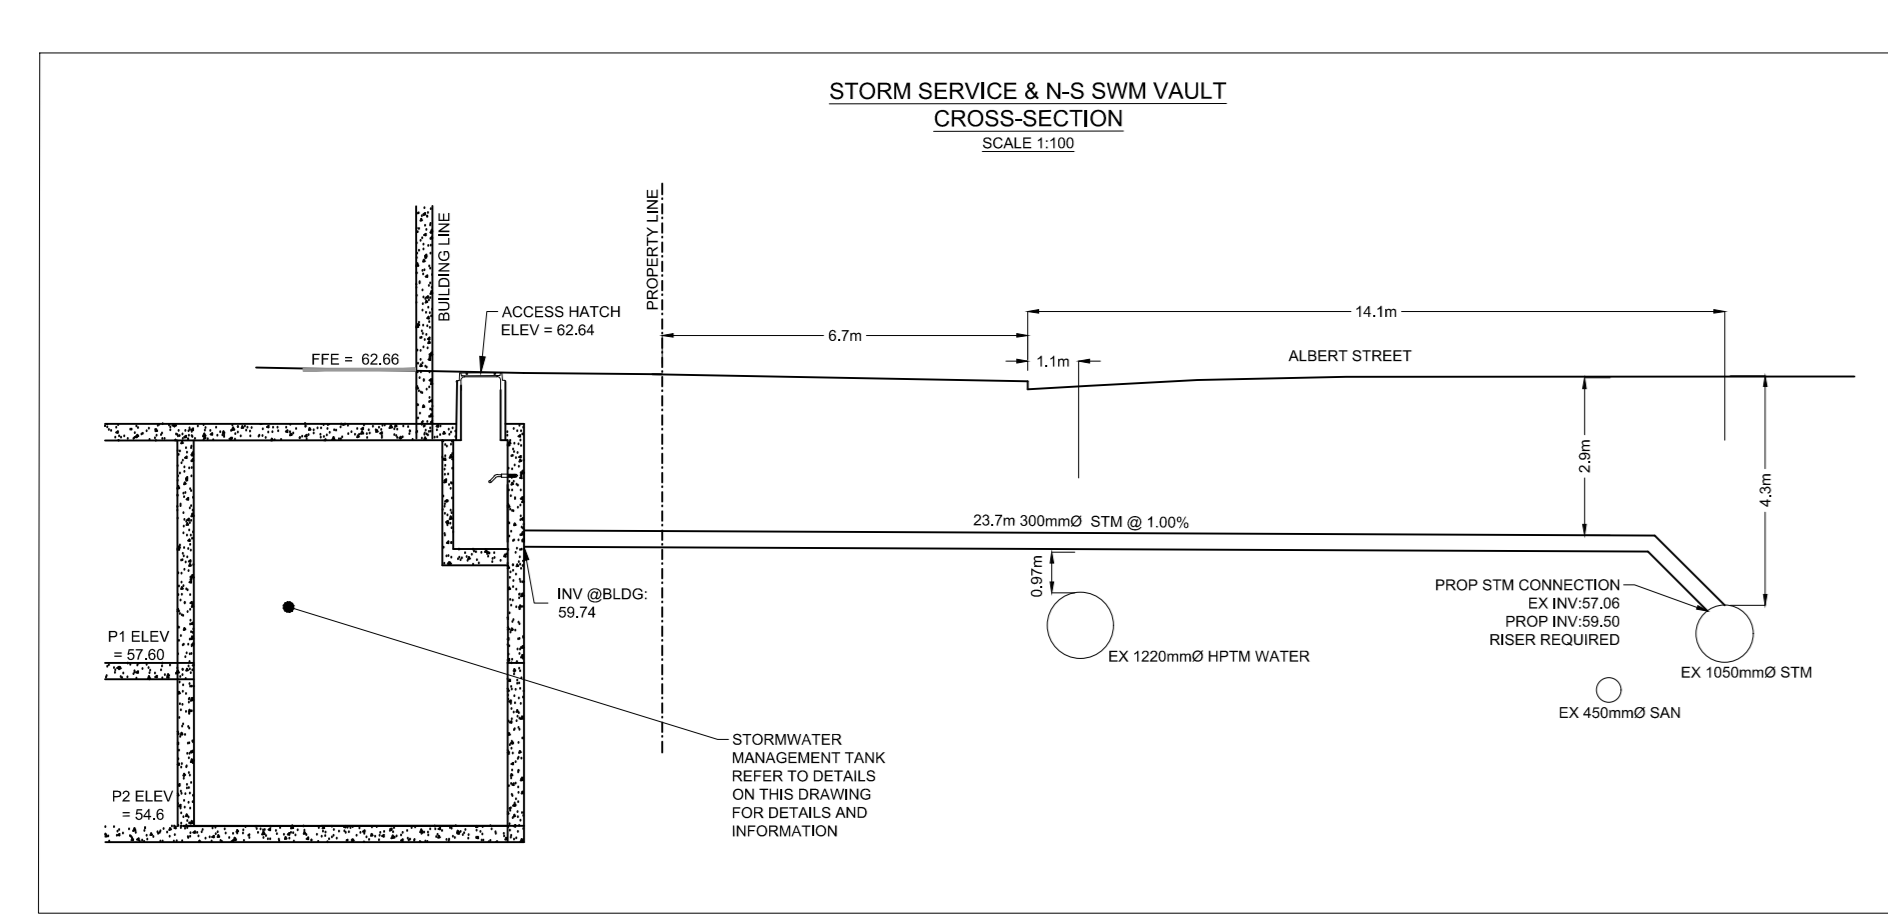 STORM SERVICE & N-S SWM VAULT
CROSS-SECTION
SCALE 1:100
BUILDING LINE
PROPERTY LINE
ACCESS HATCH
ELEV = 62.64
FFE = 62.66
6.7m
14.1m
1.1m
ALBERT STREET
2.9m
4.3m
23.7m 300mmØ STM @ 1.00%
0.97m
INV @BLDG:
59.74
PROP STM CONNECTION
EX INV:57.06
PROP INV:59.50
RISER REQUIRED
P1 ELEV
= 57.60
EX 1220mmØ HPTM WATER
EX 1050mmØ STM
EX 450mmØ SAN
STORMWATER
MANAGEMENT TANK
REFER TO DETAILS
ON THIS DRAWING
FOR DETAILS AND
INFORMATION
P2 ELEV
= 54.6